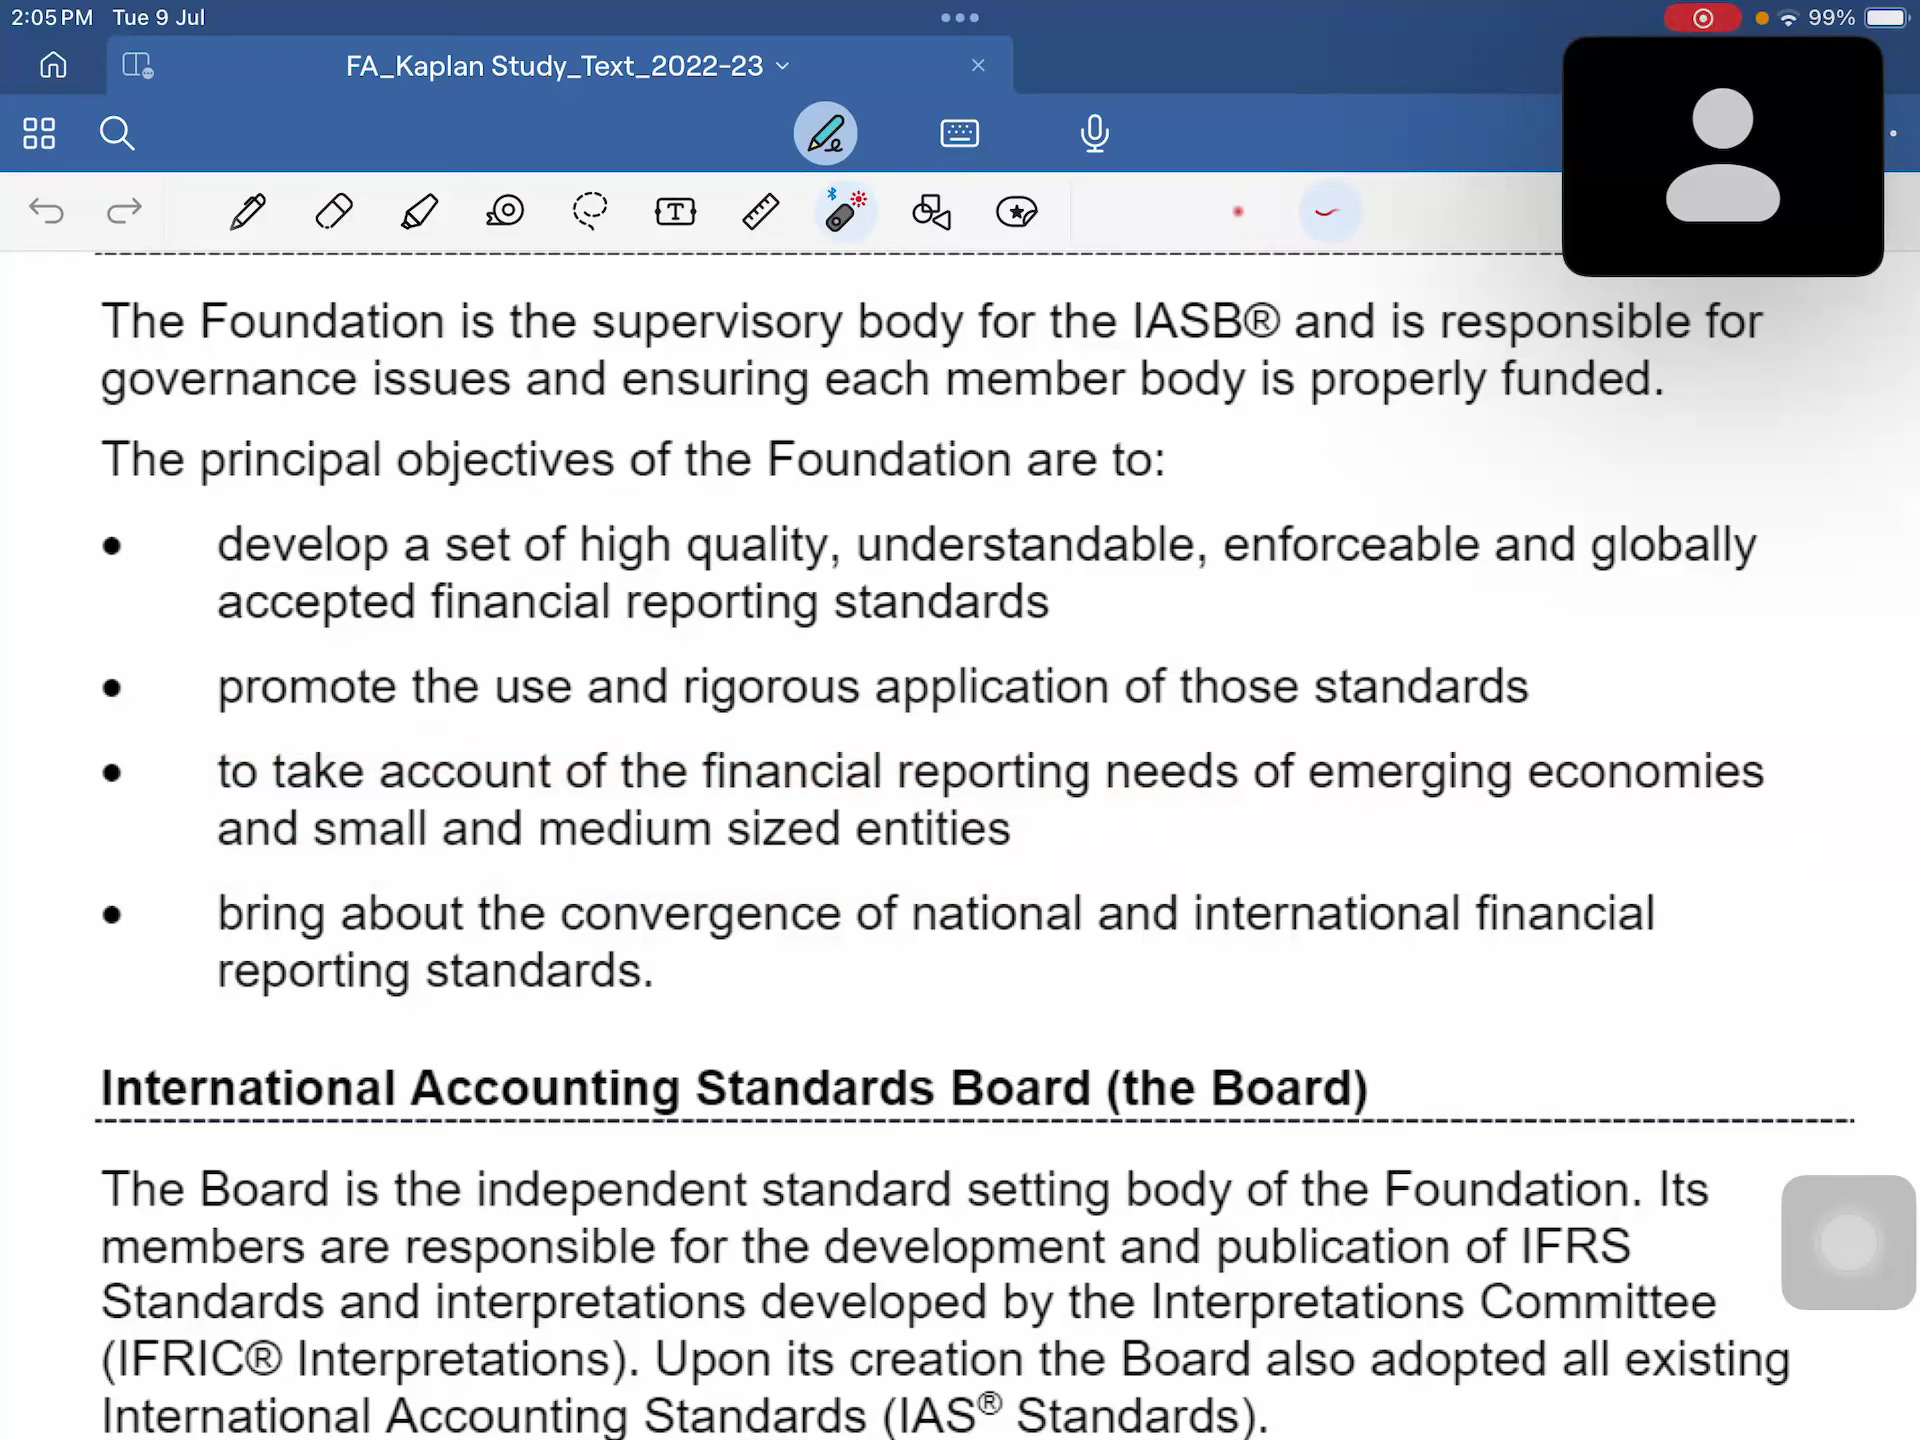 2:05 PM Tue 9 Jul
99%
FA_Kaplan Study_Text_2022-23
The Foundation is the supervisory body for the IASB® and is responsible for
governance issues and ensuring each member body is properly funded.
The principal objectives of the Foundation are to:
• develop a set of high quality, understandable, enforceable and globally
accepted financial reporting standards
• promote the use and rigorous application of those standards
• to take account of the financial reporting needs of emerging economies
and small and medium sized entities
• bring about the convergence of national and international financial
reporting standards.
International Accounting Standards Board (the Board)
The Board is the independent standard setting body of the Foundation. Its
members are responsible for the development and publication of IFRS
Standards and interpretations developed by the Interpretations Committee
(IFRIC® Interpretations). Upon its creation the Board also adopted all existing
International Accounting Standards (IAS® Standards).